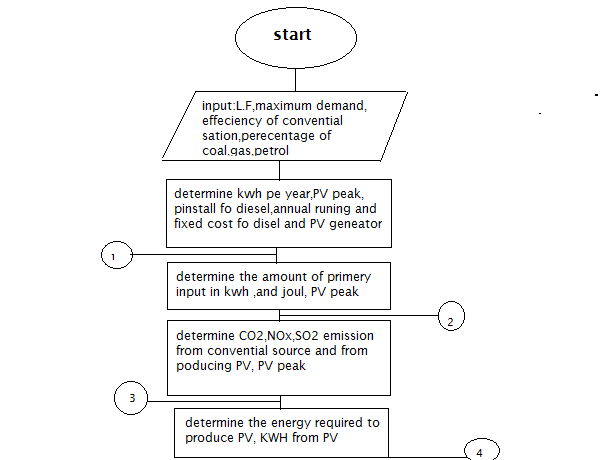 start
input:L.F,maximum demand,
effeciency of convential
sation,perecentage of
coal,gas,petrol
determine kwh pe year,PV peak,
pinstall fo diesel,annual runing and
fixed cost fo disel and PV geneator
1
determine the amount of primery
input in kwh ,and joul, PV peak
2
determine CO2,NOx,SO2 emission
from convential source and from
poducing PV, PV peak
3
determine the energy required to
produce PV, KWH from PV
4